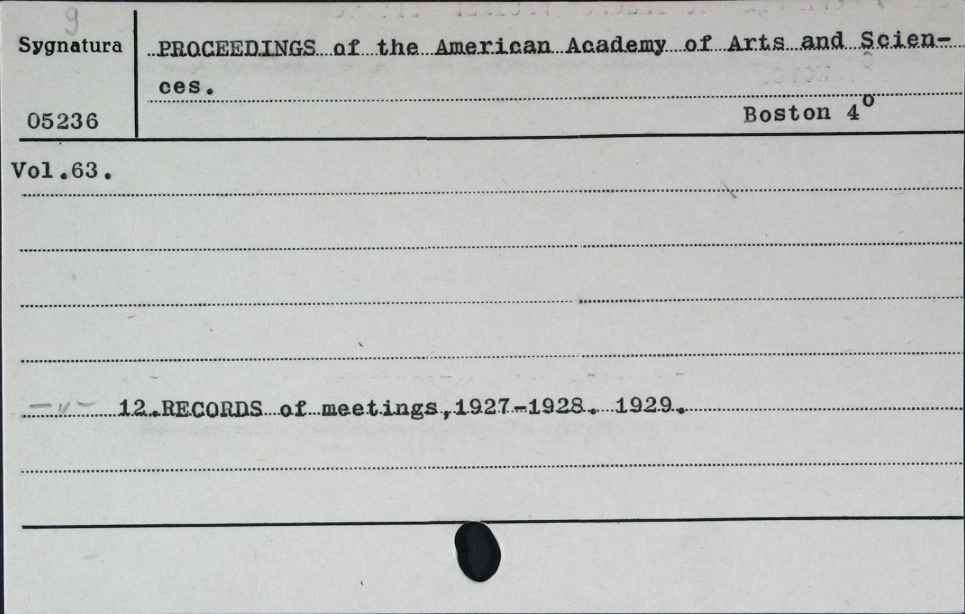 9
Sygnatura
PROCEEDINGS of the American Academy of Arts and Scien-
ces.
05236
Boston 4º
Vol.63.
—"— 12.RECORDS of meetings,1927-1928. 1929.